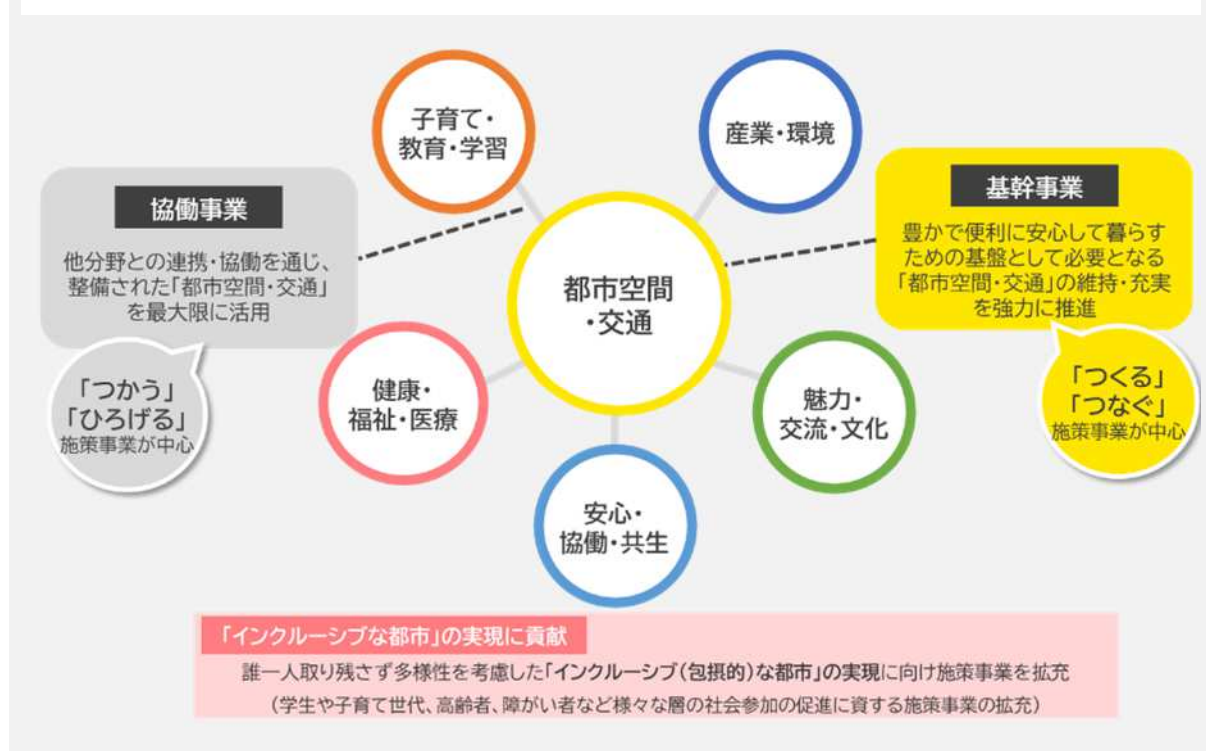 子育て・
教育・学習
産業・環境
協働事業
他分野との連携・協働を通じ、
整備された「都市空間・交通」
を最大限に活用
「つかう」
「ひろげる」
施策事業が中心
都市空間
・交通
基幹事業
豊かで便利に安心して暮らす
ための基盤として必要となる
「都市空間・交通」の維持・充実
を強力に推進
「つくる」
「つなぐ」
施策事業が中心
健康・
福祉・医療
魅力・
交流・文化
安心・
協働・共生
「インクルーシブな都市」の実現に貢献
誰一人取り残さず多様性を考慮した「インクルーシブ(包摂的)な都市」の実現に向け施策事業を拡充
(学生や子育て世代、高齢者、障がい者など様々な層の社会参加の促進に資する施策事業の拡充)